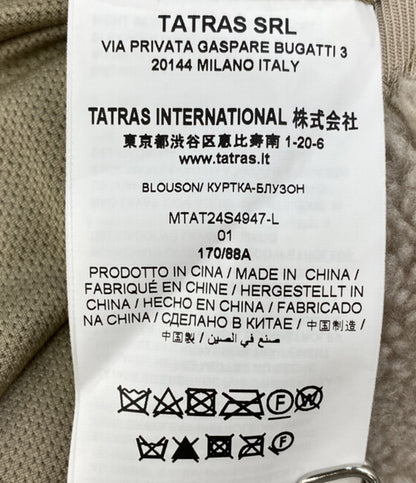 TATRAS SRL
VIA PRIVATA GASPARE BUGATTI 3
20144 MILANO ITALY
TATRAS INTERNATIONAL 株式会社
東京都渋谷区恵比寿南 1-20-6
www.tatras.it
BLOUSON/ КУРТКА-БЛУЗОН
MTAT24S4947-L
01
170/88A
PRODOTTO IN CINA / MADE IN CHINA /
FABRIQUÉ EN CHINE / HERGESTELLT IN
CHINA / HECHO EN CHINA / FABRICADO
NA CHINA / СДЕЛАНО В КИТАЕ / 中国制造 /
中国製 / صنع في الصين /
F W
F